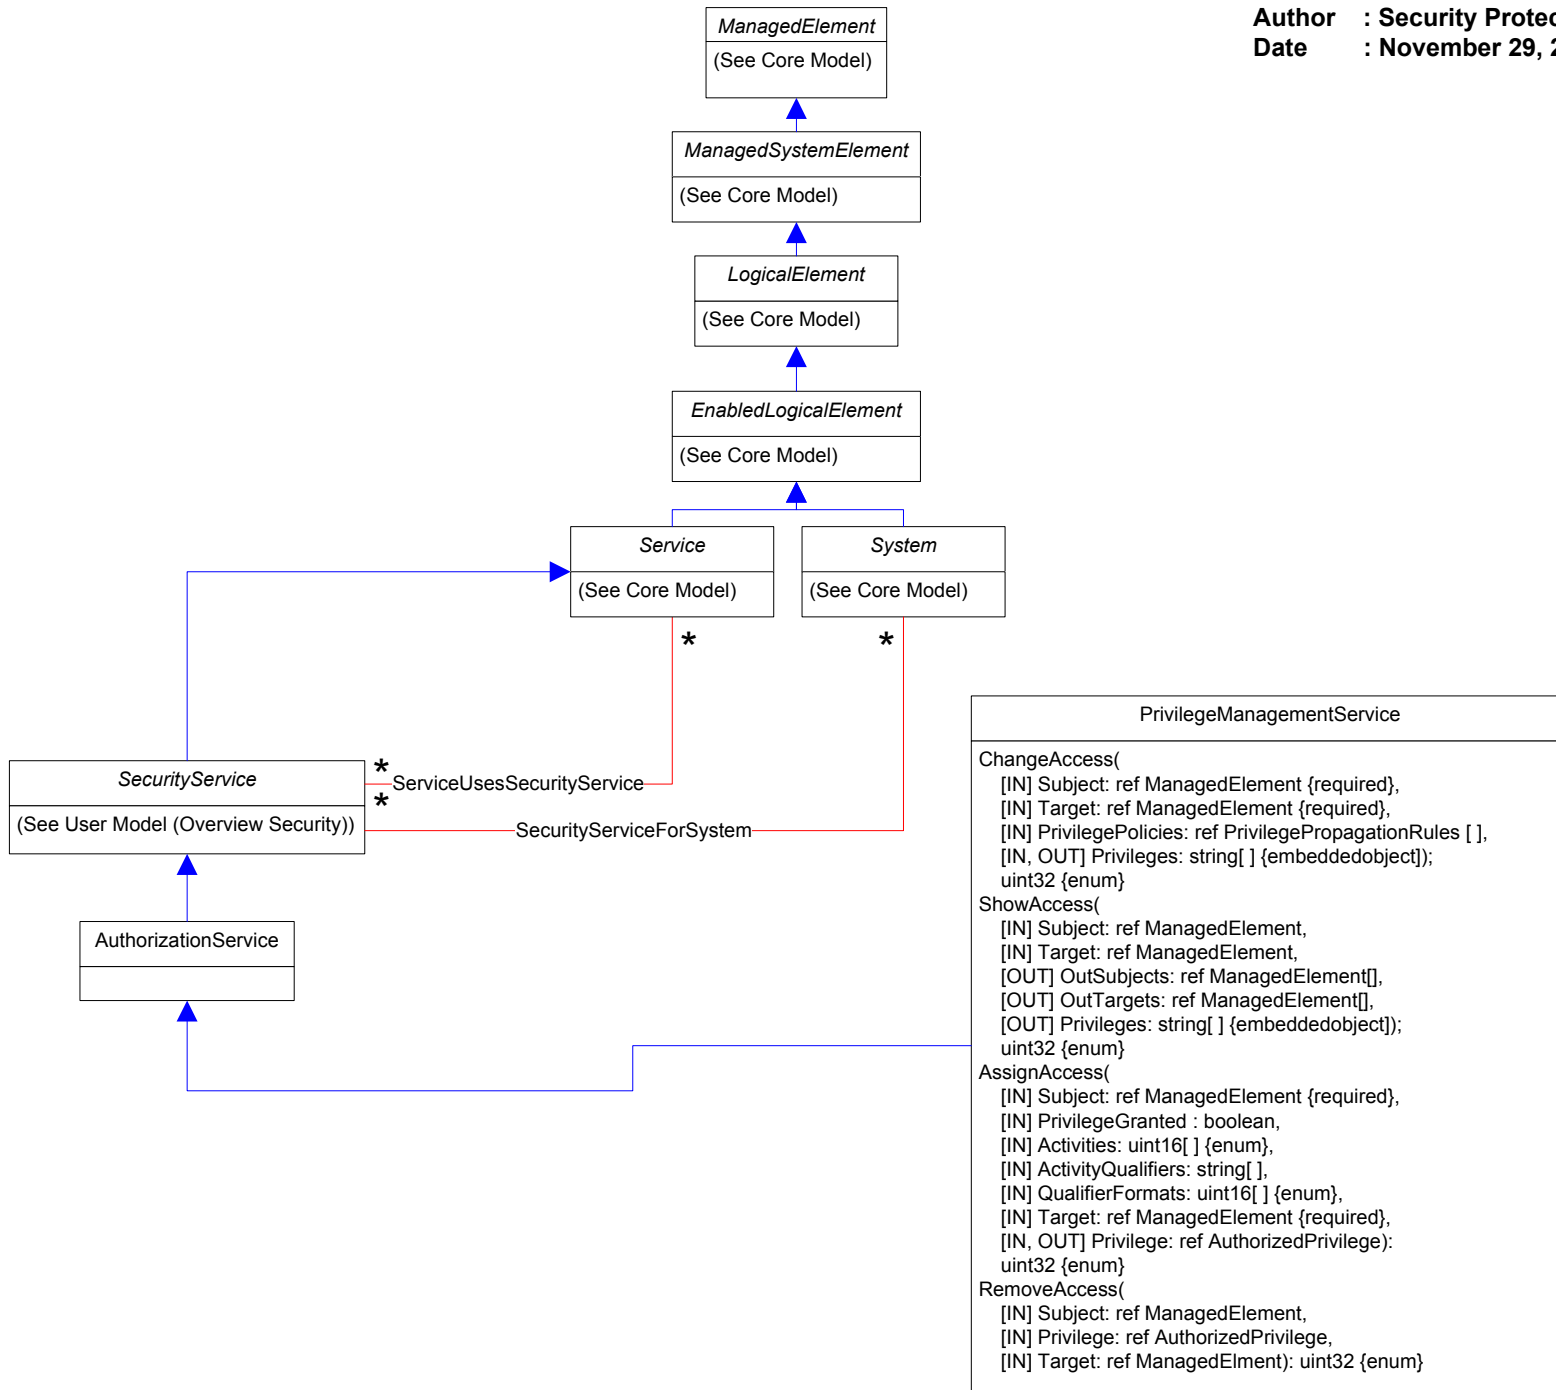 Author : Security Protec
Date : November 29, 2
ManagedElement
(See Core Model)
ManagedSystemElement
(See Core Model)
LogicalElement
(See Core Model)
EnabledLogicalElement
(See Core Model)
Service
(See Core Model)
System
(See Core Model)
*
*
SecurityService
(See User Model (Overview Security))
*
ServiceUsesSecurityService
*
SecurityServiceForSystem
AuthorizationService
PrivilegeManagementService
ChangeAccess(
[IN] Subject: ref ManagedElement {required},
[IN] Target: ref ManagedElement {required},
[IN] PrivilegePolicies: ref PrivilegePropagationRules [ ],
[IN, OUT] Privileges: string[ ] {embeddedobject]);
uint32 {enum}
ShowAccess(
[IN] Subject: ref ManagedElement,
[IN] Target: ref ManagedElement,
[OUT] OutSubjects: ref ManagedElement[],
[OUT] OutTargets: ref ManagedElement[],
[OUT] Privileges: string[ ] {embeddedobject]);
uint32 {enum}
AssignAccess(
[IN] Subject: ref ManagedElement {required},
[IN] PrivilegeGranted : boolean,
[IN] Activities: uint16[ ] {enum},
[IN] ActivityQualifiers: string[ ],
[IN] QualifierFormats: uint16[ ] {enum},
[IN] Target: ref ManagedElement {required},
[IN, OUT] Privilege: ref AuthorizedPrivilege):
uint32 {enum}
RemoveAccess(
[IN] Subject: ref ManagedElement,
[IN] Privilege: ref AuthorizedPrivilege,
[IN] Target: ref ManagedElment): uint32 {enum}